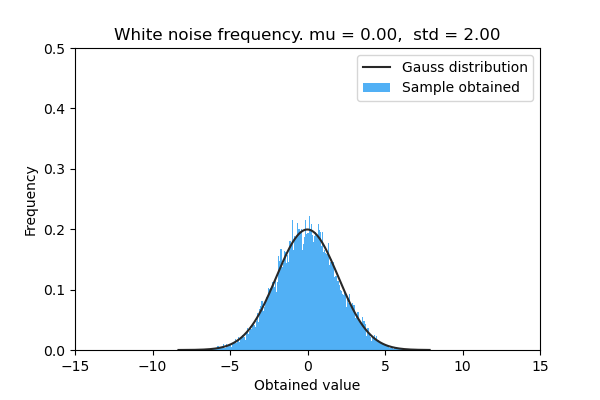 White noise frequency. mu = 0.00,  std = 2.00
Gauss distribution
Sample obtained
Frequency
0.5
0.4
0.3
0.2
0.1
0.0
−15
−10
−5
0
5
10
15
Obtained value